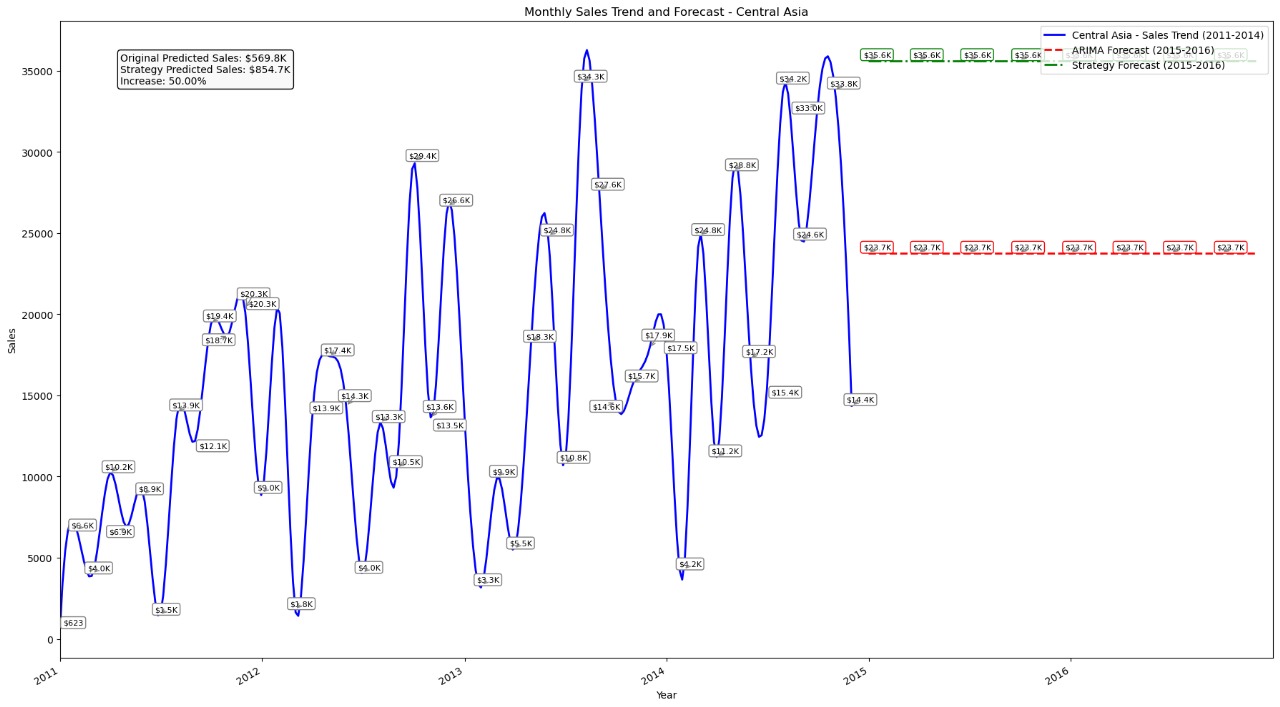 Monthly Sales Trend and Forecast - Central Asia
Original Predicted Sales: $569.8K
Strategy Predicted Sales: $854.7K
Increase: 50.00%
Central Asia - Sales Trend (2011-2014)
ARIMA Forecast (2015-2016)
Strategy Forecast (2015-2016)
Sales
35000
30000
25000
20000
15000
10000
5000
0
$623
$6.6K
$4.0K
$10.2K
$6.9K
$8.9K
$1.5K
$13.9K
$12.1K
$19.4K
$18.7K
$20.3K
$9.0K
$20.3K
$1.8K
$13.9K
$17.4K
$14.3K
$4.0K
$13.3K
$10.5K
$29.4K
$13.6K
$26.6K
$13.5K
$3.3K
$9.9K
$5.5K
$18.3K
$24.8K
$10.8K
$34.3K
$27.6K
$14.6K
$15.7K
$17.9K
$17.5K
$4.2K
$24.8K
$11.2K
$28.8K
$17.2K
$15.4K
$34.2K
$24.6K
$33.0K
$33.8K
$14.4K
$35.6K
$35.6K
$35.6K
$35.6K
$35.6K
$23.7K
$23.7K
$23.7K
$23.7K
$23.7K
$23.7K
$23.7K
$23.7K
2011
2012
2013
2014
2015
2016
Year